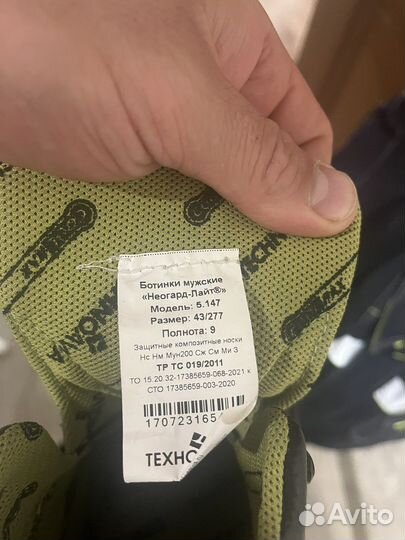 Ботинки мужские
«Неогард-Лайт®»
Модель: 5.147
Размер: 43/277
Полнота: 9
Защитные композитные носки
Нс Нм Мун200 Сж См Ми З
ТР ТС 019/2011
ТО 15.20.32-17385659-068-2021 к
СТО 17385659-003-2020
170723165
ТЕХНО
Avito